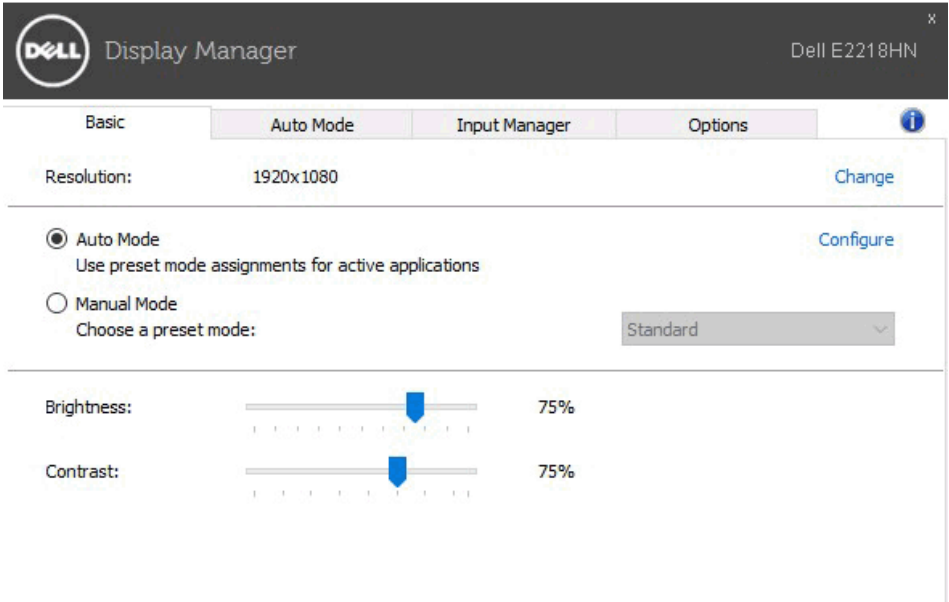 x
DELL Display Manager
Dell E2218HN
Basic Auto Mode Input Manager Options i
Resolution: 1920x1080 Change
Auto Mode Configure
Use preset mode assignments for active applications
Manual Mode
Choose a preset mode: Standard
Brightness: 75%
Contrast: 75%